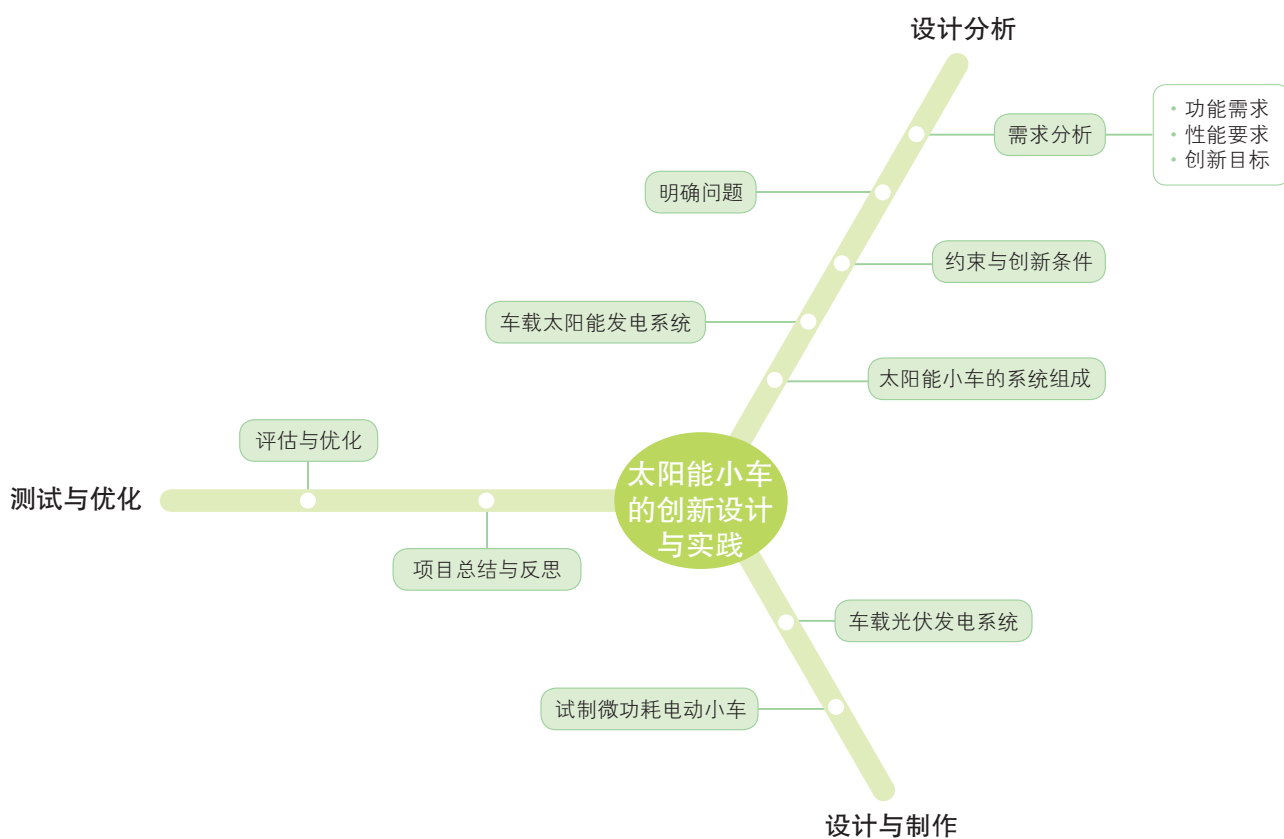 设计分析
需求分析
• 功能需求
• 性能要求
• 创新目标
明确问题
约束与创新条件
车载太阳能发电系统
太阳能小车的系统组成
评估与优化
测试与优化
太阳能小车
的创新设计
与实践
项目总结与反思
车载光伏发电系统
试制微功耗电动小车
设计与制作